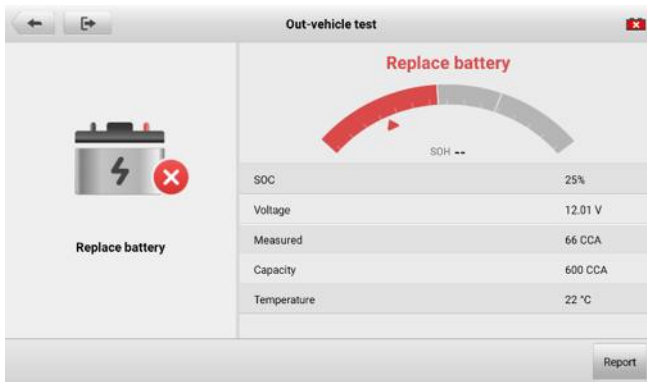 Out-vehicle test
Replace battery
Replace battery
SOH --
SOC 25%
Voltage 12.01 V
Measured 66 CCA
Capacity 600 CCA
Temperature 22 °C
Report